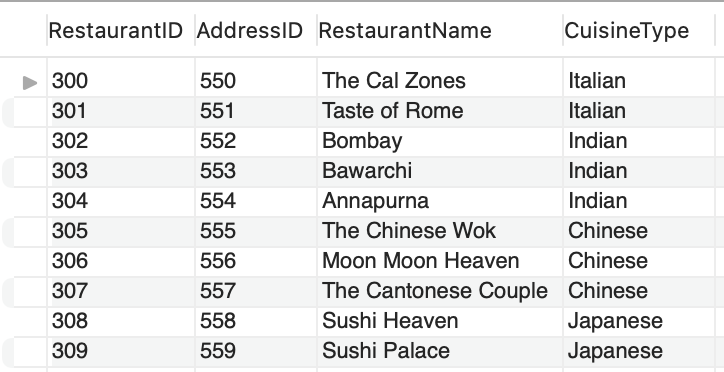 RestaurantID AddressID RestaurantName CuisineType
300 550 The Cal Zones Italian
301 551 Taste of Rome Italian
302 552 Bombay Indian
303 553 Bawarchi Indian
304 554 Annapurna Indian
305 555 The Chinese Wok Chinese
306 556 Moon Moon Heaven Chinese
307 557 The Cantonese Couple Chinese
308 558 Sushi Heaven Japanese
309 559 Sushi Palace Japanese